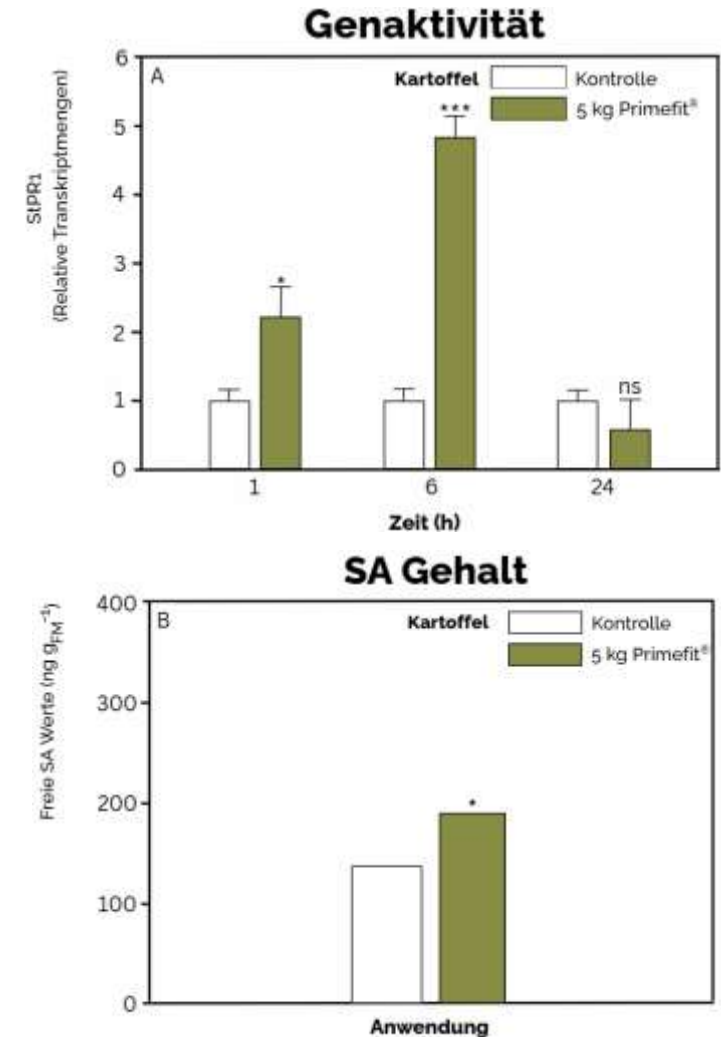 Genaktivität
A
Kartoffel
Kontrolle
5 kg Primefit®
StPR1
(Relative Transkriptmengen)
6
5
4
3
2
1
0
*
***
ns
1 6 24
Zeit (h)
SA Gehalt
B
Kartoffel
Kontrolle
5 kg Primefit®
Freie SA Werte (ng g_FM^-1)
400
300
200
100
0
*
Anwendung